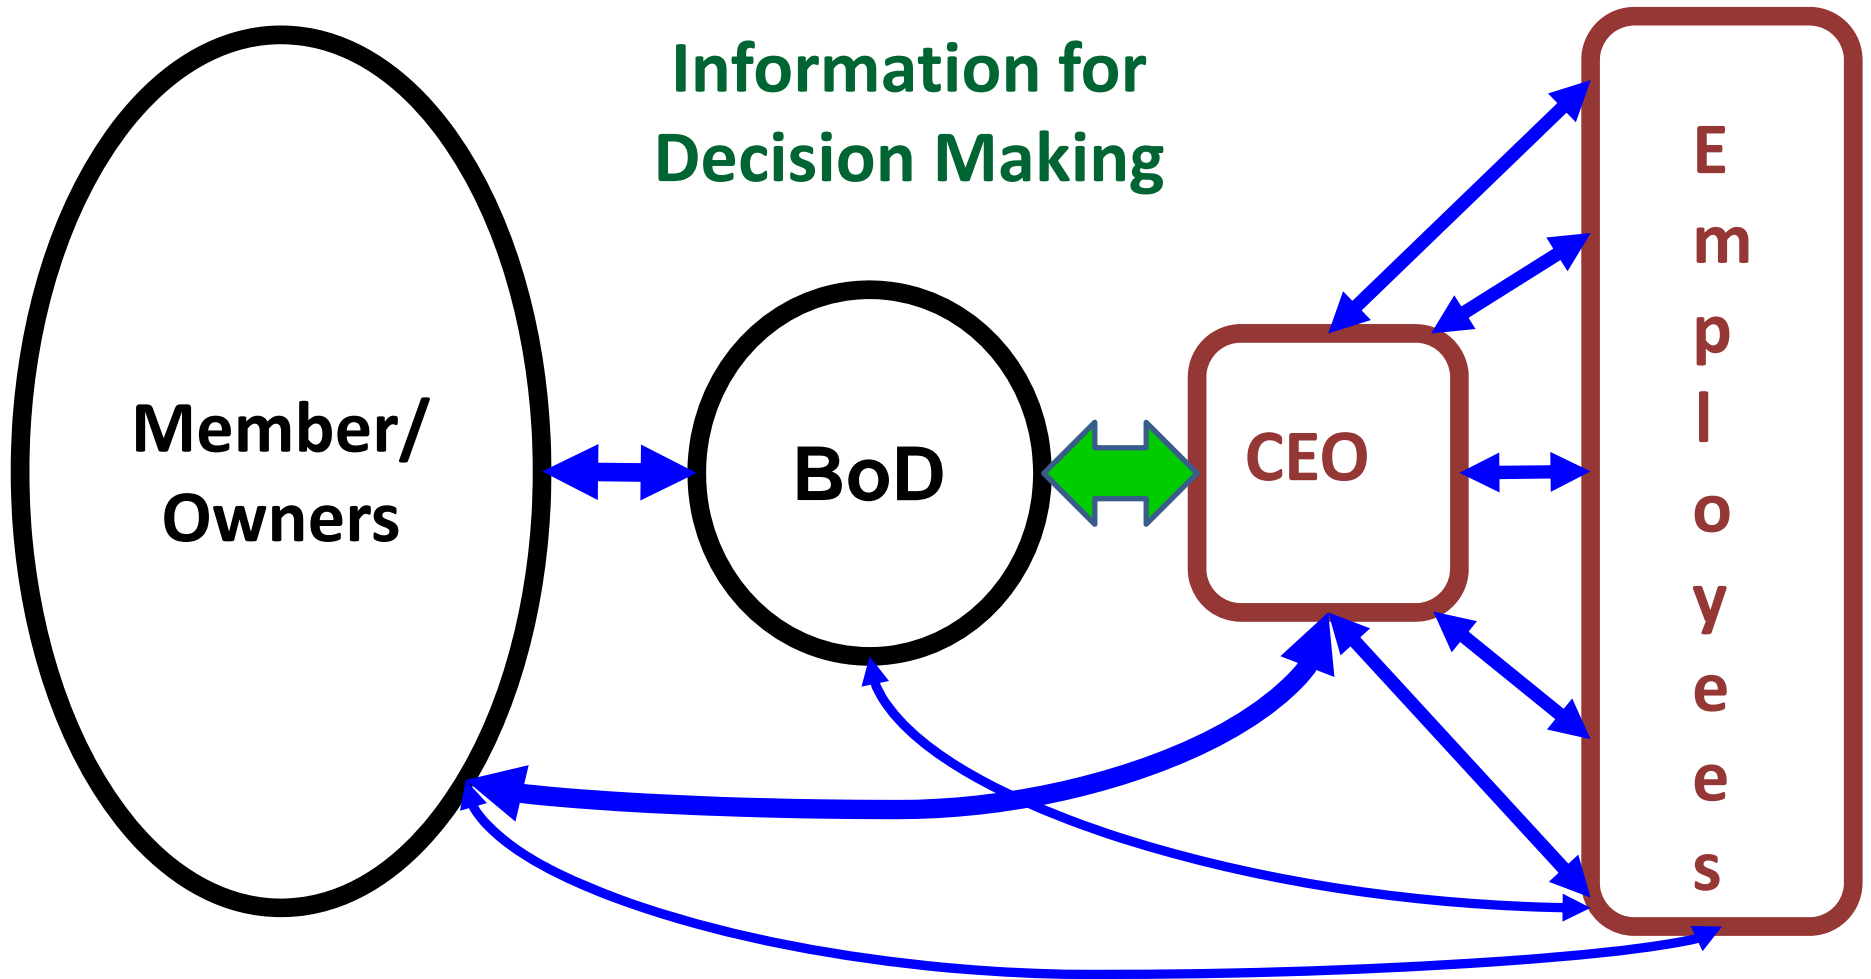 Information for
Decision Making
Member/
Owners
BoD
CEO
E
m
p
l
o
y
e
e
s